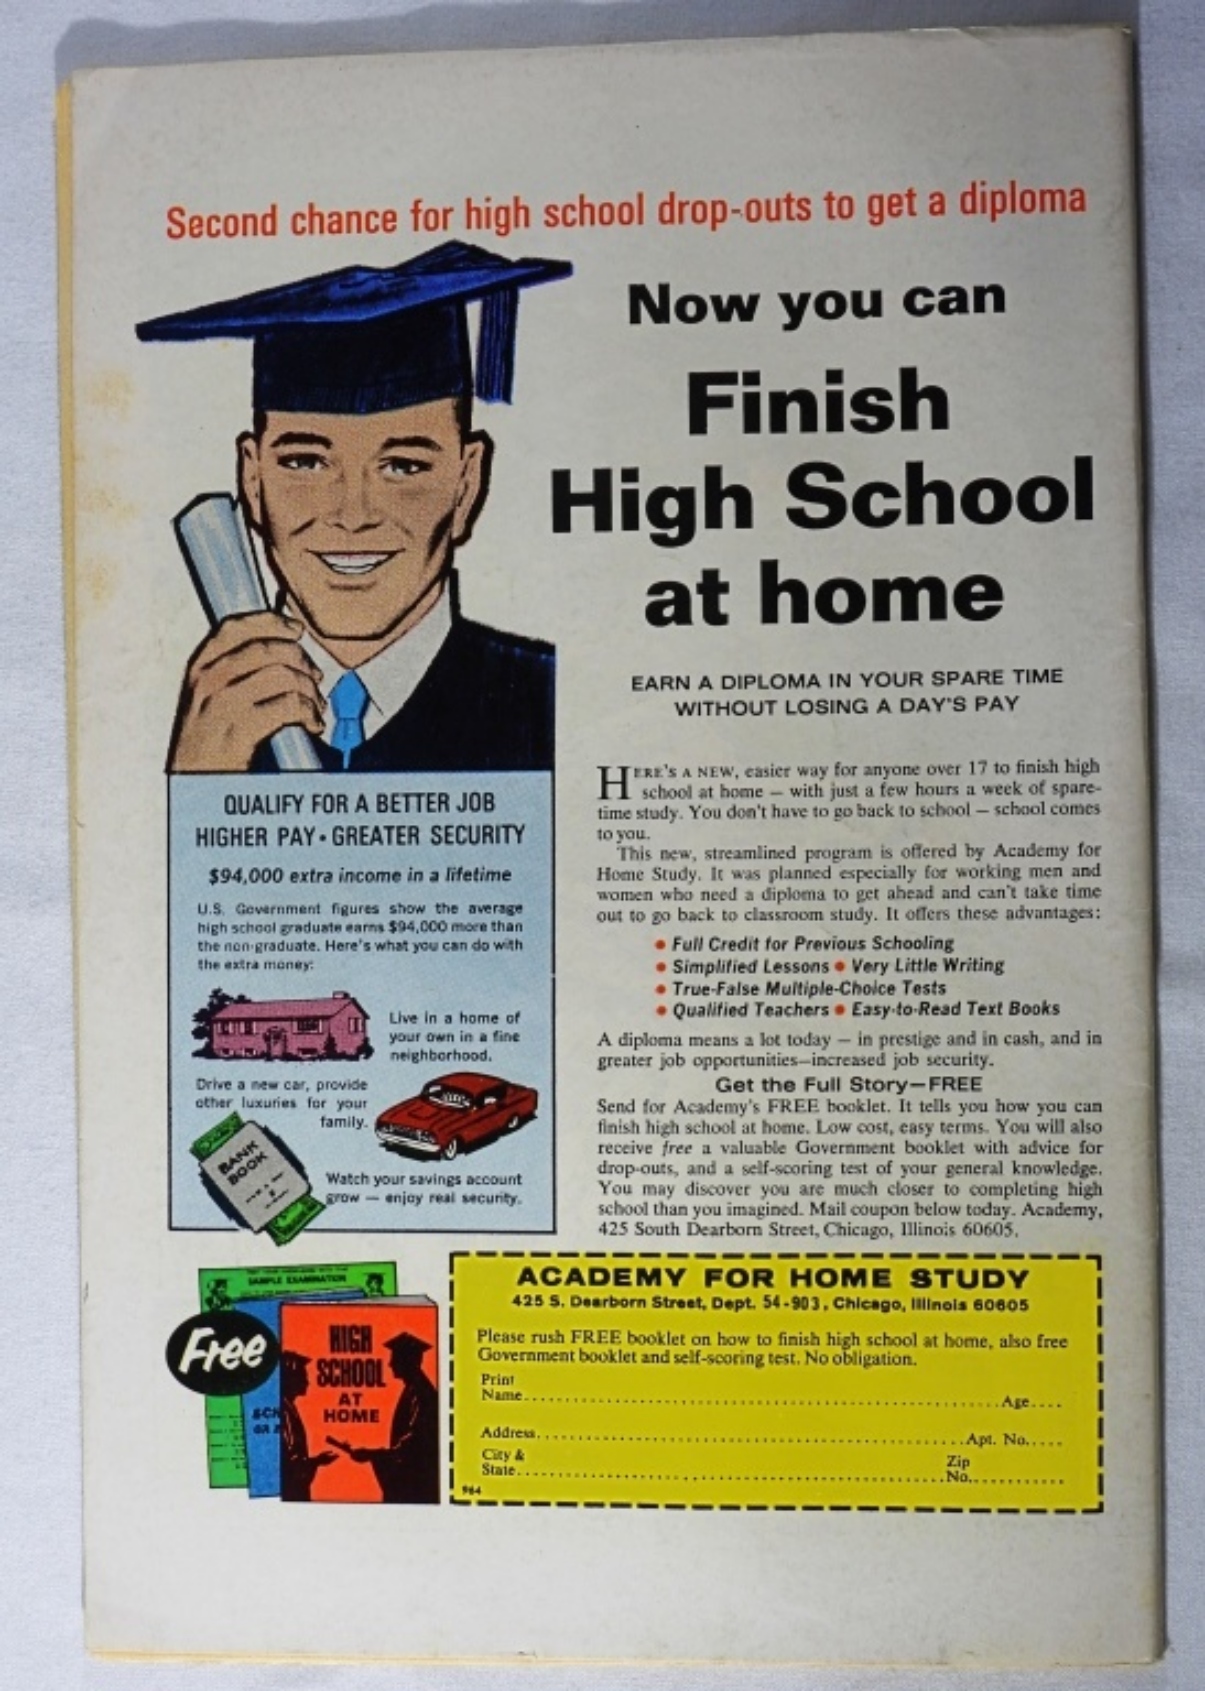 Second chance for high school drop-outs to get a diploma
Now you can
Finish
High School
at home
EARN A DIPLOMA IN YOUR SPARE TIME
WITHOUT LOSING A DAY'S PAY
QUALIFY FOR A BETTER JOB
HIGHER PAY • GREATER SECURITY
$94,000 extra income in a lifetime
U.S. Government figures show the average
high school graduate earns $94,000 more than
the non-graduate. Here's what you can do with
the extra money:
Live in a home of
your own in a fine
neighborhood.
Drive a new car, provide
other luxuries for your
family.
BANK
BOOK
Watch your savings account
grow — enjoy real security.
HERE'S A NEW, easier way for anyone over 17 to finish high
school at home — with just a few hours a week of spare-
time study. You don't have to go back to school — school comes
to you.
This new, streamlined program is offered by Academy for
Home Study. It was planned especially for working men and
women who need a diploma to get ahead and can't take time
out to go back to classroom study. It offers these advantages:
• Full Credit for Previous Schooling
• Simplified Lessons • Very Little Writing
• True-False Multiple-Choice Tests
• Qualified Teachers • Easy-to-Read Text Books
A diploma means a lot today — in prestige and in cash, and in
greater job opportunities—increased job security.
Get the Full Story—FREE
Send for Academy's FREE booklet. It tells you how you can
finish high school at home. Low cost, easy terms. You will also
receive free a valuable Government booklet with advice for
drop-outs, and a self-scoring test of your general knowledge.
You may discover you are much closer to completing high
school than you imagined. Mail coupon below today. Academy,
425 South Dearborn Street, Chicago, Illinois 60605.
SAMPLE EXAMINATION
Free
HIGH
SCHOOL
AT
HOME
ACADEMY FOR HOME STUDY
425 S. Dearborn Street, Dept. 54-903, Chicago, Illinois 60605
Please rush FREE booklet on how to finish high school at home, also free
Government booklet and self-scoring test. No obligation.
Print
Name Age
Address Apt. No.
City & Zip
State No.
964